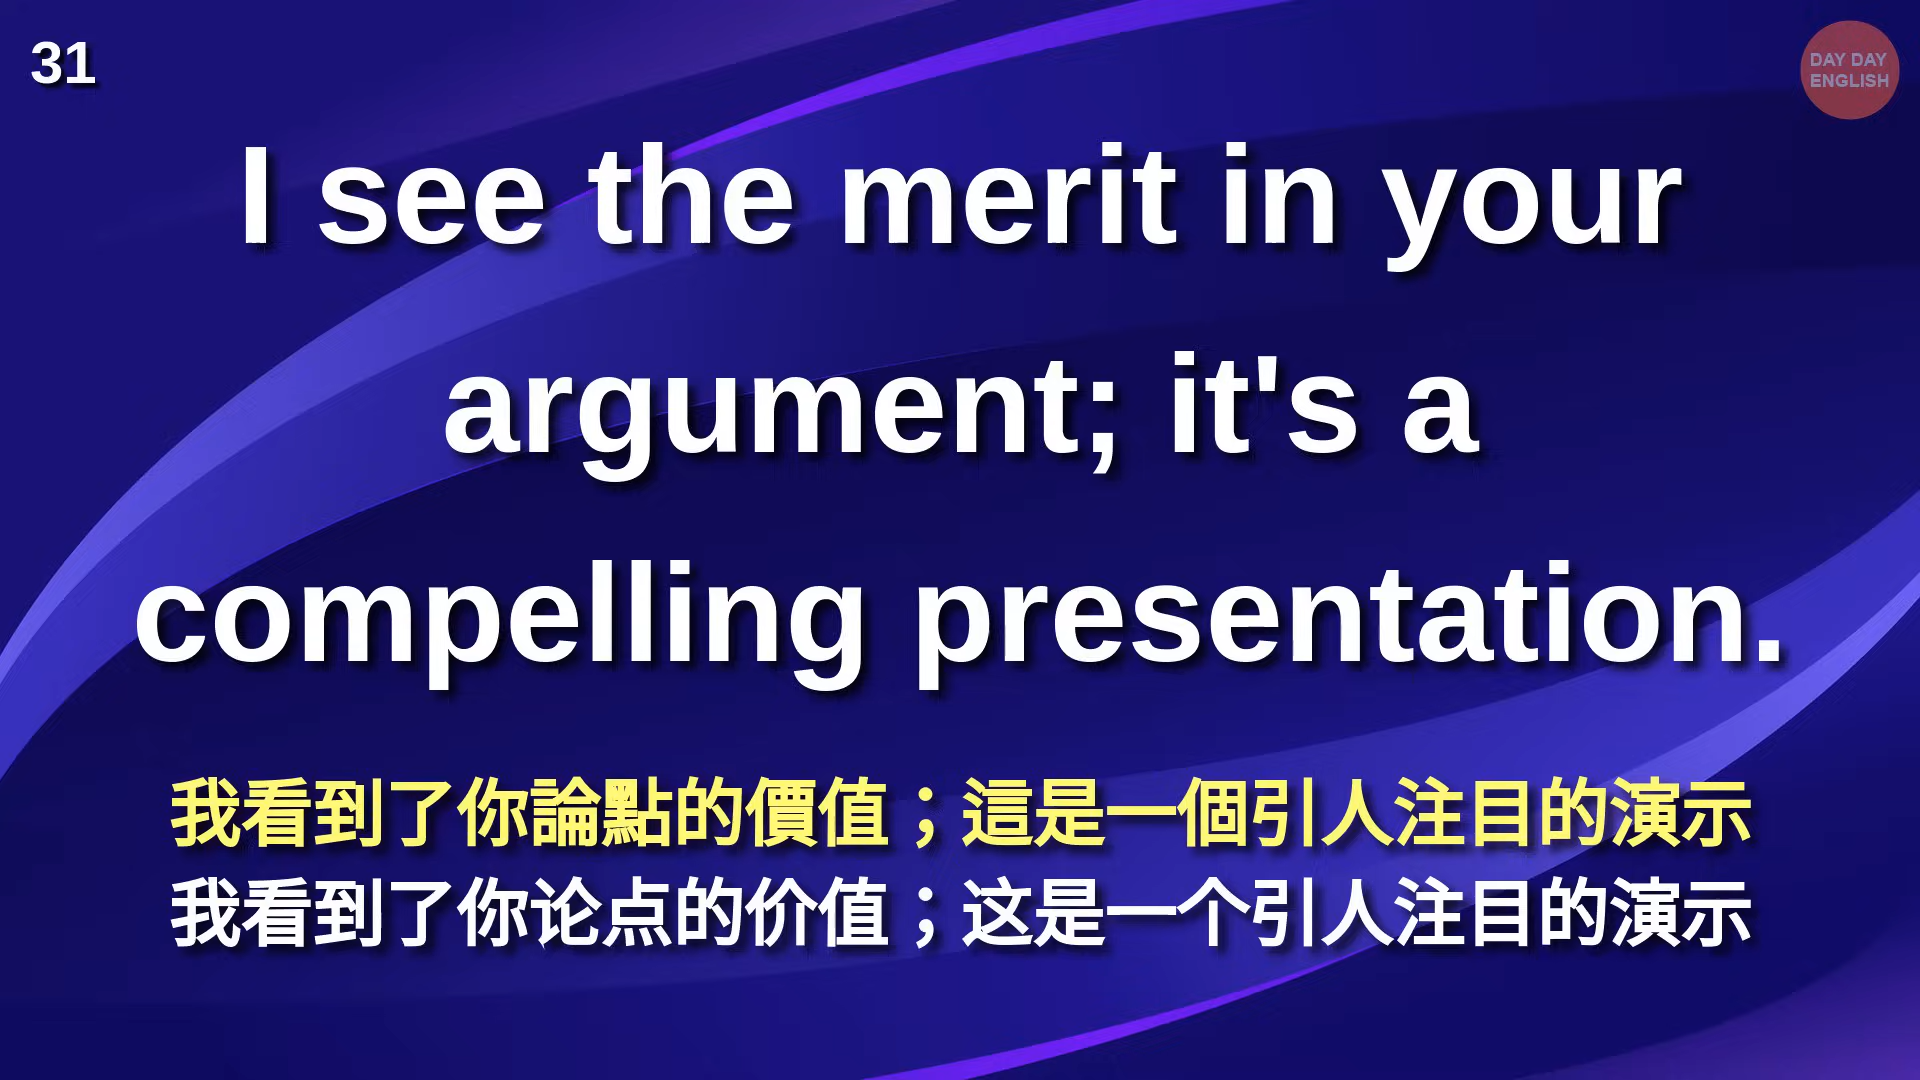 31
DAY DAY
ENGLISH
I see the merit in your
argument; it's a
compelling presentation.
我看到了你論點的價值；這是一個引人注目的演示
我看到了你论点的价值；这是一个引人注目的演示